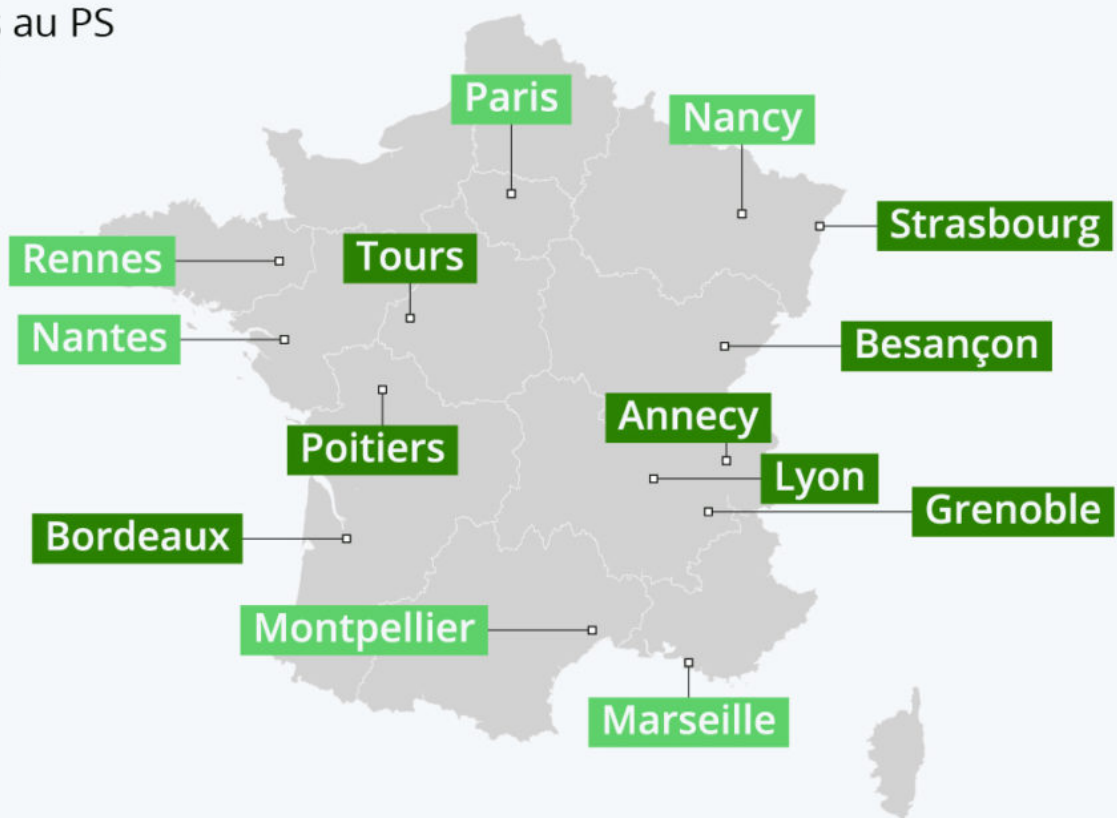 au PS
Paris
Nancy
Strasbourg
Rennes
Tours
Nantes
Besançon
Annecy
Poitiers
Lyon
Grenoble
Bordeaux
Montpellier
Marseille